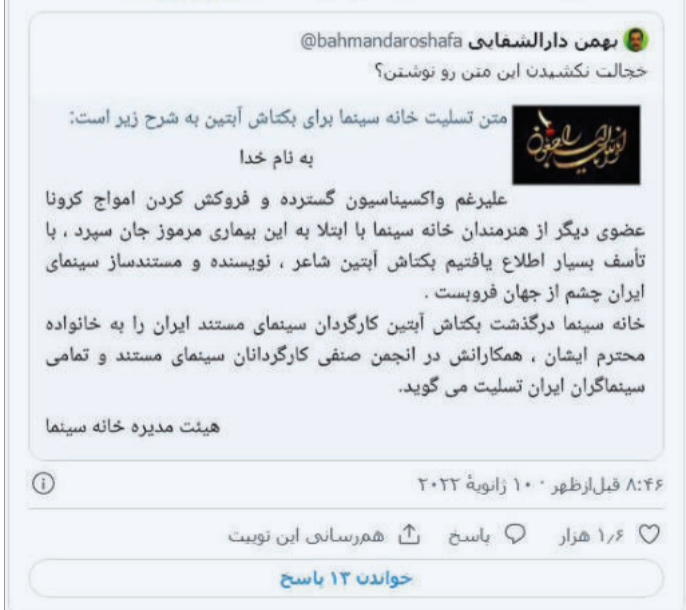 بهمن دارالشفایی @bahmandaroshafa
خجالت نکشیدن این متن رو نوشتن؟
متن تسلیت خانه سینما برای بکتاش آبتین به شرح زیر است:
به نام خدا
علیرغم واکسیناسیون گسترده و فروکش کردن امواج کرونا
عضوی دیگر از هنرمندان خانه سینما با ابتلا به این بیماری مرموز جان سپرد ، با
تأسف بسیار اطلاع یافتیم بکتاش آبتین شاعر ، نویسنده و مستندساز سینمای
ایران چشم از جهان فروبست .
خانه سینما درگذشت بکتاش آبتین کارگردان سینمای مستند ایران را به خانواده
محترم ایشان ، همکارانش در انجمن صنفی کارگردانان سینمای مستند و تمامی
سینماگران ایران تسلیت می گوید.
هیئت مدیره خانه سینما
۸:۴۶ قبل‌ازظهر · ۱۰ ژانویهٔ ۲۰۲۲
۱٫۶ هزار پاسخ هم‌رسانی این توییت
خواندن ۱۳ پاسخ